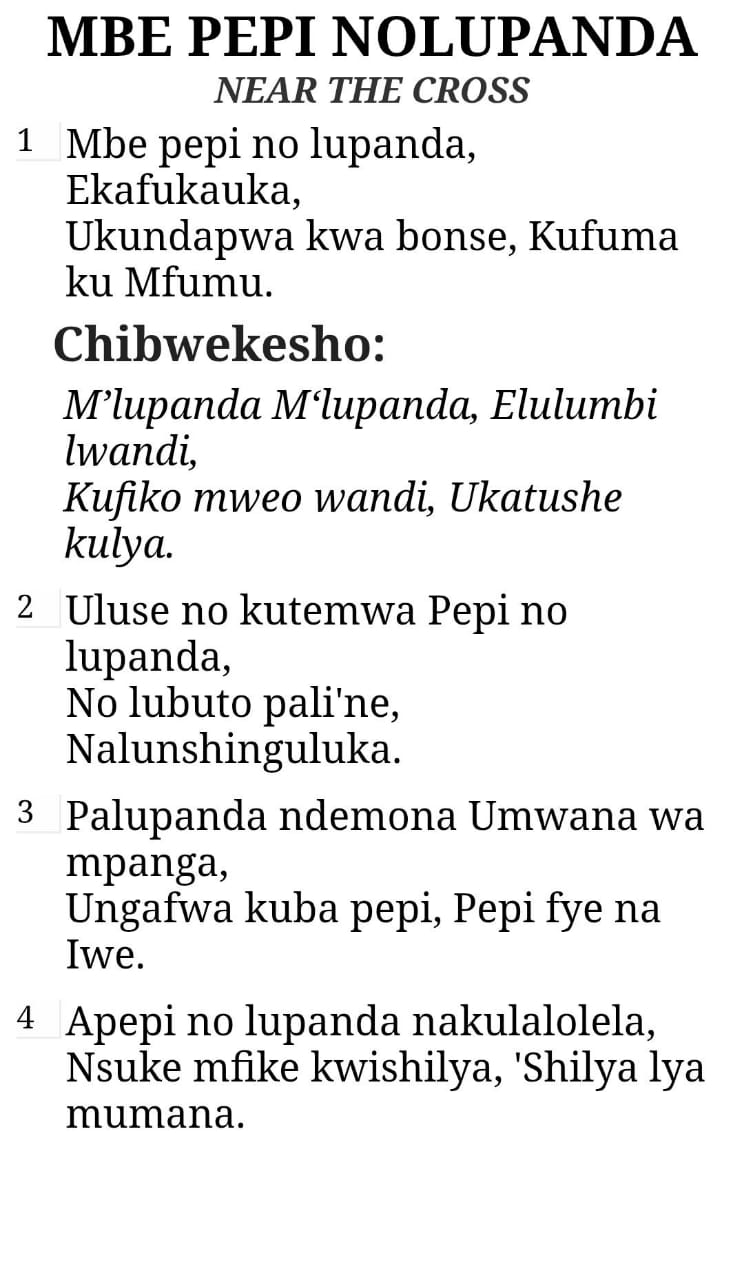 MBE PEPI NOLUPANDA
NEAR THE CROSS
1 Mbe pepi no lupanda,
Ekafukauka,
Ukundapwa kwa bonse, Kufuma
ku Mfumu.
Chibwekesho:
M’lupanda M‘lupanda, Elulumbi
lwandi,
Kufiko mweo wandi, Ukatushe
kulya.
2 Uluse no kutemwa Pepi no
lupanda,
No lubuto pali'ne,
Nalunshinguluka.
3 Palupanda ndemona Umwana wa
mpanga,
Ungafwa kuba pepi, Pepi fye na
Iwe.
4 Apepi no lupanda nakulalolela,
Nsuke mfike kwishilya, 'Shilya lya
mumana.